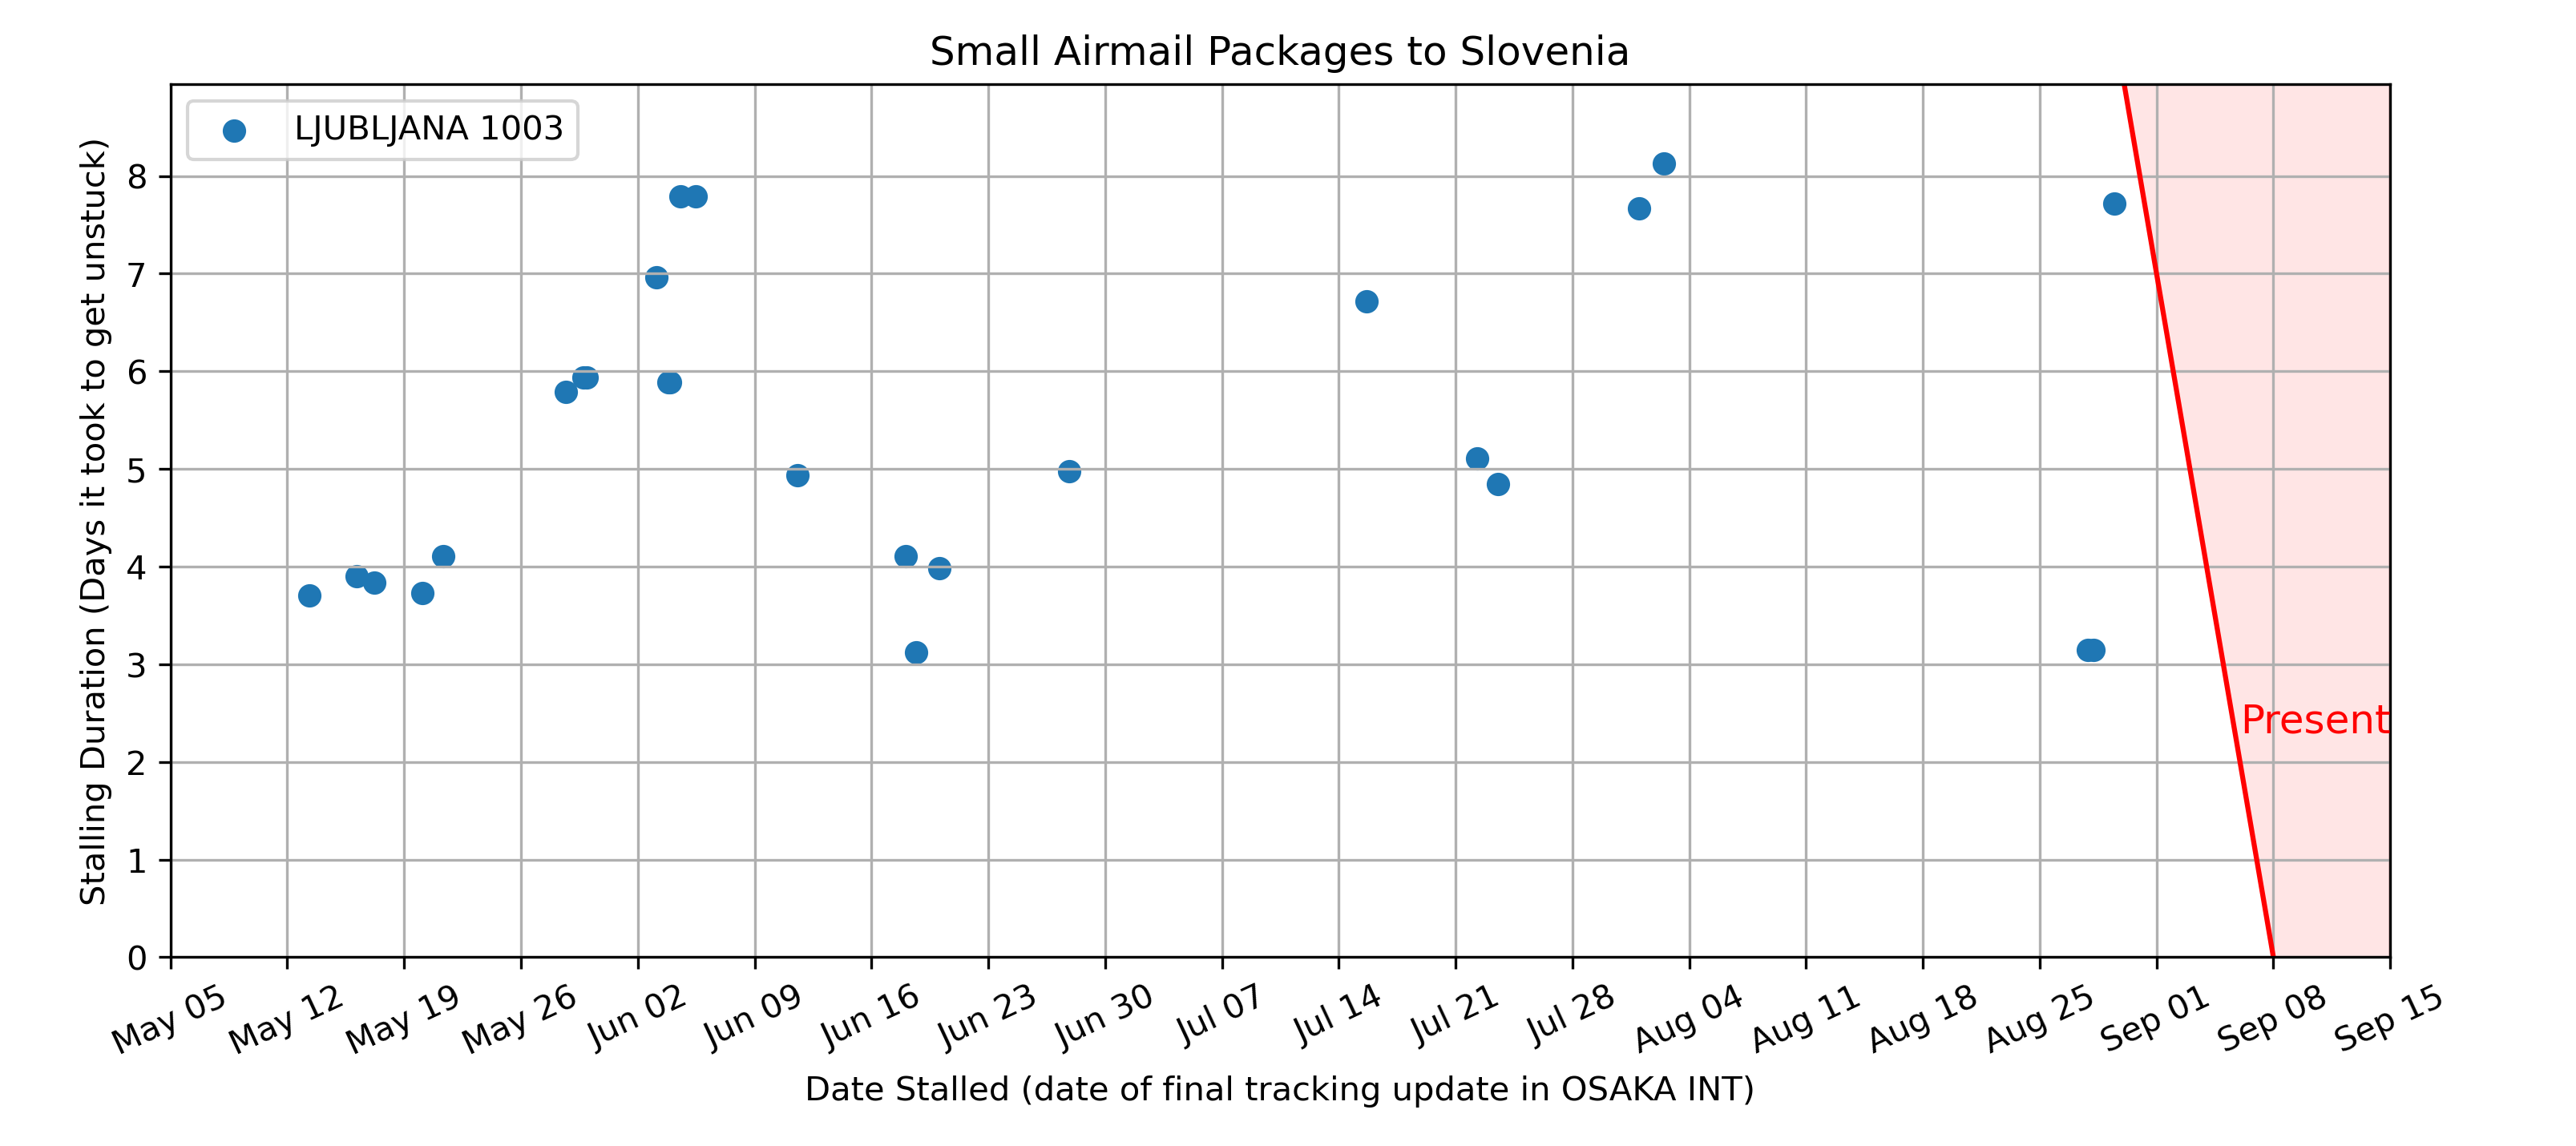 Small Airmail Packages to Slovenia
LJUBLJANA 1003
Stalling Duration (Days it took to get unstuck)
8
7
6
5
4
3
2
1
0
Present
May 05
May 12
May 19
May 26
Jun 02
Jun 09
Jun 16
Jun 23
Jun 30
Jul 07
Jul 14
Jul 21
Jul 28
Aug 04
Aug 11
Aug 18
Aug 25
Sep 01
Sep 08
Sep 15
Date Stalled (date of final tracking update in OSAKA INT)